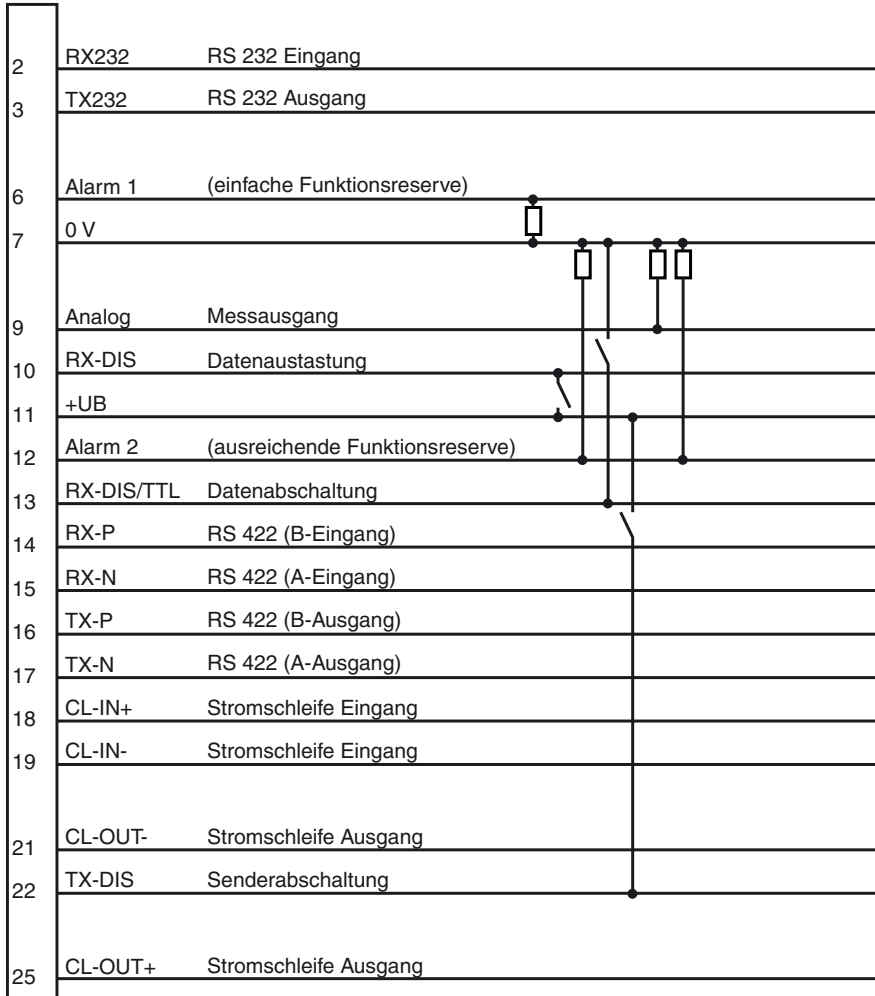 2 RX232 RS 232 Eingang
3 TX232 RS 232 Ausgang
6 Alarm 1 (einfache Funktionsreserve)
7 0 V
9 Analog Messausgang
10 RX-DIS Datenaustastung
11 +UB
12 Alarm 2 (ausreichende Funktionsreserve)
13 RX-DIS/TTL Datenabschaltung
14 RX-P RS 422 (B-Eingang)
15 RX-N RS 422 (A-Eingang)
16 TX-P RS 422 (B-Ausgang)
17 TX-N RS 422 (A-Ausgang)
18 CL-IN+ Stromschleife Eingang
19 CL-IN- Stromschleife Eingang
21 CL-OUT- Stromschleife Ausgang
22 TX-DIS Senderabschaltung
25 CL-OUT+ Stromschleife Ausgang